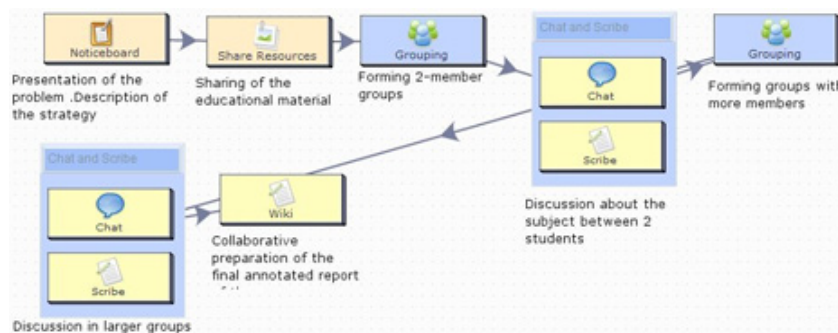 Noticeboard
Presentation of the
problem .Description of
the strategy
Share Resources
Sharing of the
educational material
Grouping
Forming 2-member
groups
Chat and Scribe
Chat
Scribe
Discussion about the
subject between 2
students
Grouping
Forming groups with
more members
Chat and Scribe
Chat
Scribe
Discussion in larger groups
Wiki
Collaborative
preparation of the
final annotated report